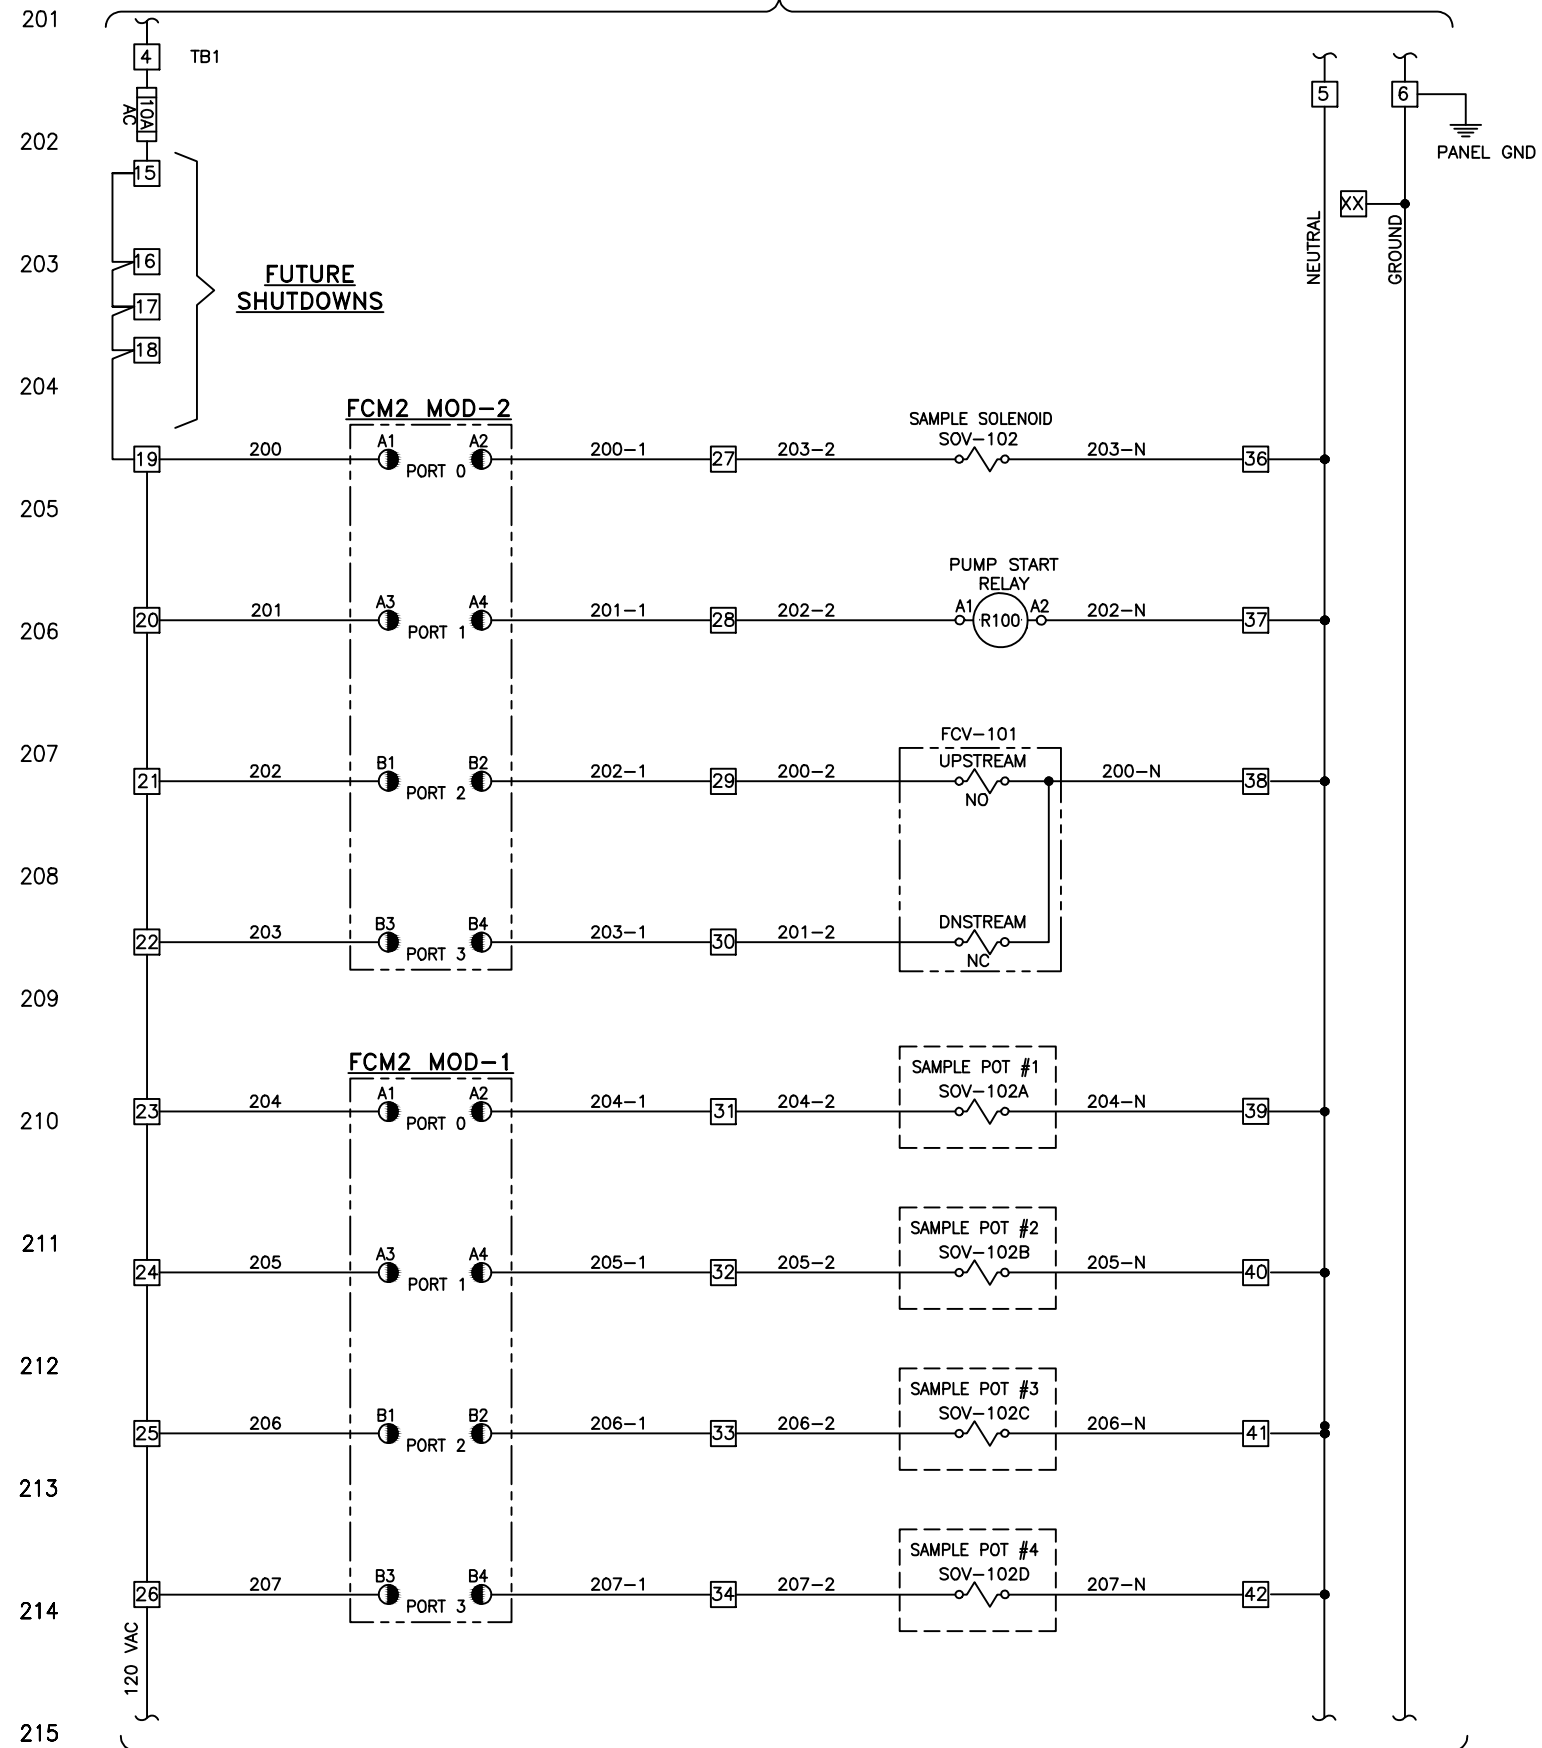 201
4 TB1
10A
AC
5 6
202
PANEL GND
15
XX
NEUTRAL
GROUND
203
16
FUTURE
SHUTDOWNS
17
18
204
FCM2 MOD-2
SAMPLE SOLENOID
SOV-102
A1 A2
19 200 PORT 0 200-1 27 203-2 203-N 36
205
PUMP START
RELAY
A3 A4 A1 A2
20 201 PORT 1 201-1 28 202-2 R100 202-N 37
206
207
FCV-101
UPSTREAM
B1 B2
21 202 PORT 2 202-1 29 200-2 200-N 38
NO
208
DNSTREAM
B3 B4
22 203 PORT 3 203-1 30 201-2
NC
209
FCM2 MOD-1
SAMPLE POT #1
SOV-102A
A1 A2
23 204 PORT 0 204-1 31 204-2 204-N 39
210
211
SAMPLE POT #2
SOV-102B
A3 A4
24 205 PORT 1 205-1 32 205-2 205-N 40
212
SAMPLE POT #3
SOV-102C
B1 B2
25 206 PORT 2 206-1 33 206-2 206-N 41
213
SAMPLE POT #4
SOV-102D
B3 B4
26 207 PORT 3 207-1 34 207-2 207-N 42
214
120 VAC
215